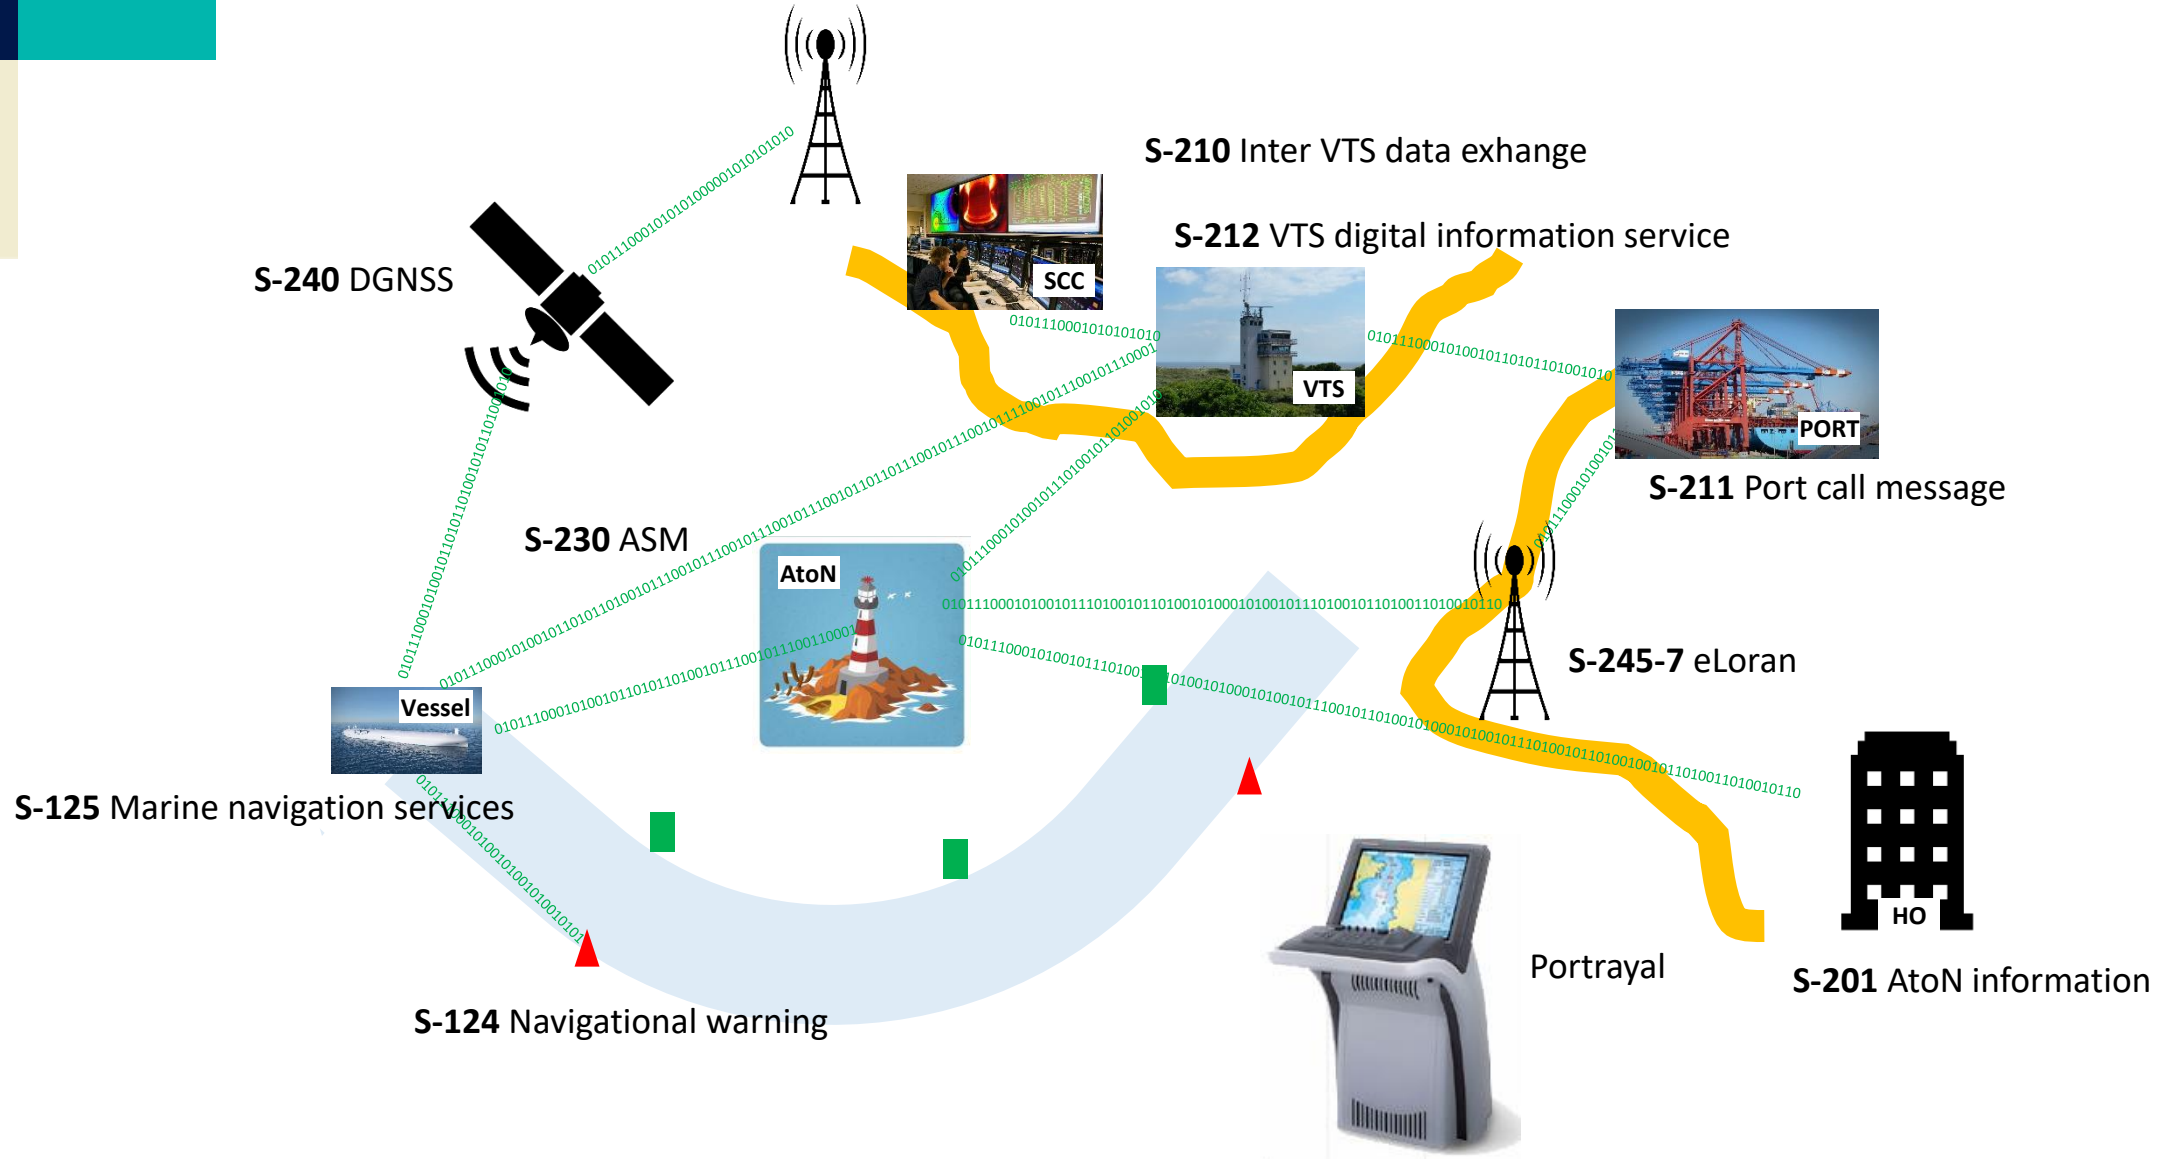 S-210 Inter VTS data exhange
S-212 VTS digital information service
S-240 DGNSS
SCC
VTS
PORT
S-211 Port call message
S-230 ASM
AtoN
S-245-7 eLoran
Vessel
S-125 Marine navigation services
HO
Portrayal
S-201 AtoN information
S-124 Navigational warning